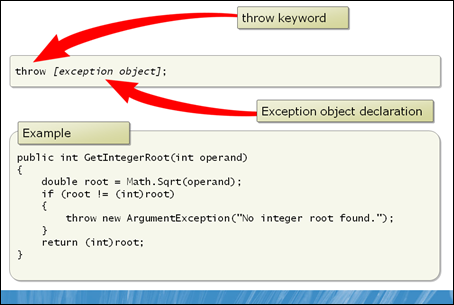 throw keyword
throw [exception object];
Exception object declaration
Example
public int GetIntegerRoot(int operand)
{
    double root = Math.Sqrt(operand);
    if (root != (int)root)
    {
        throw new ArgumentException("No integer root found.");
    }
    return (int)root;
}